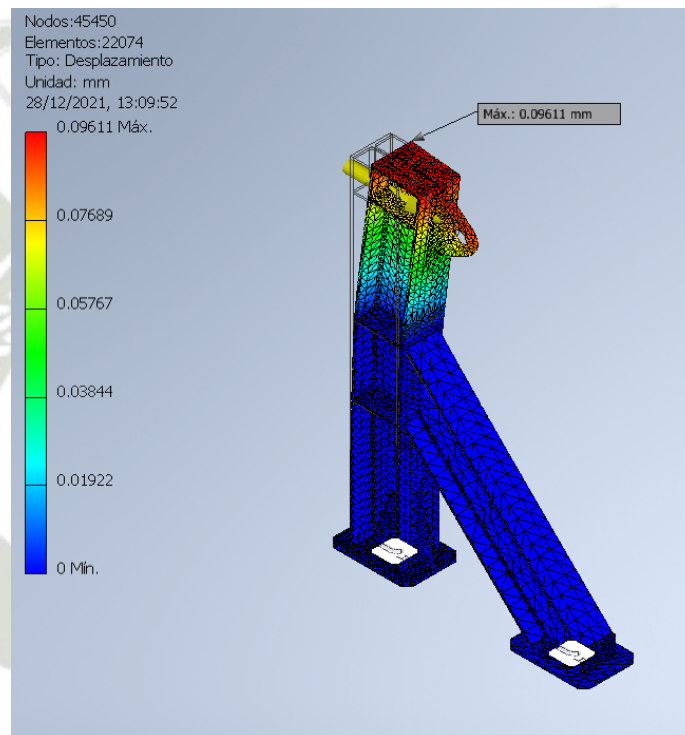 Nodos:45450
Elementos:22074
Tipo: Desplazamiento
Unidad: mm
28/12/2021, 13:09:52
0.09611 Máx.
Máx.: 0.09611 mm
0.07689
0.05767
0.03844
0.01922
0 Mín.